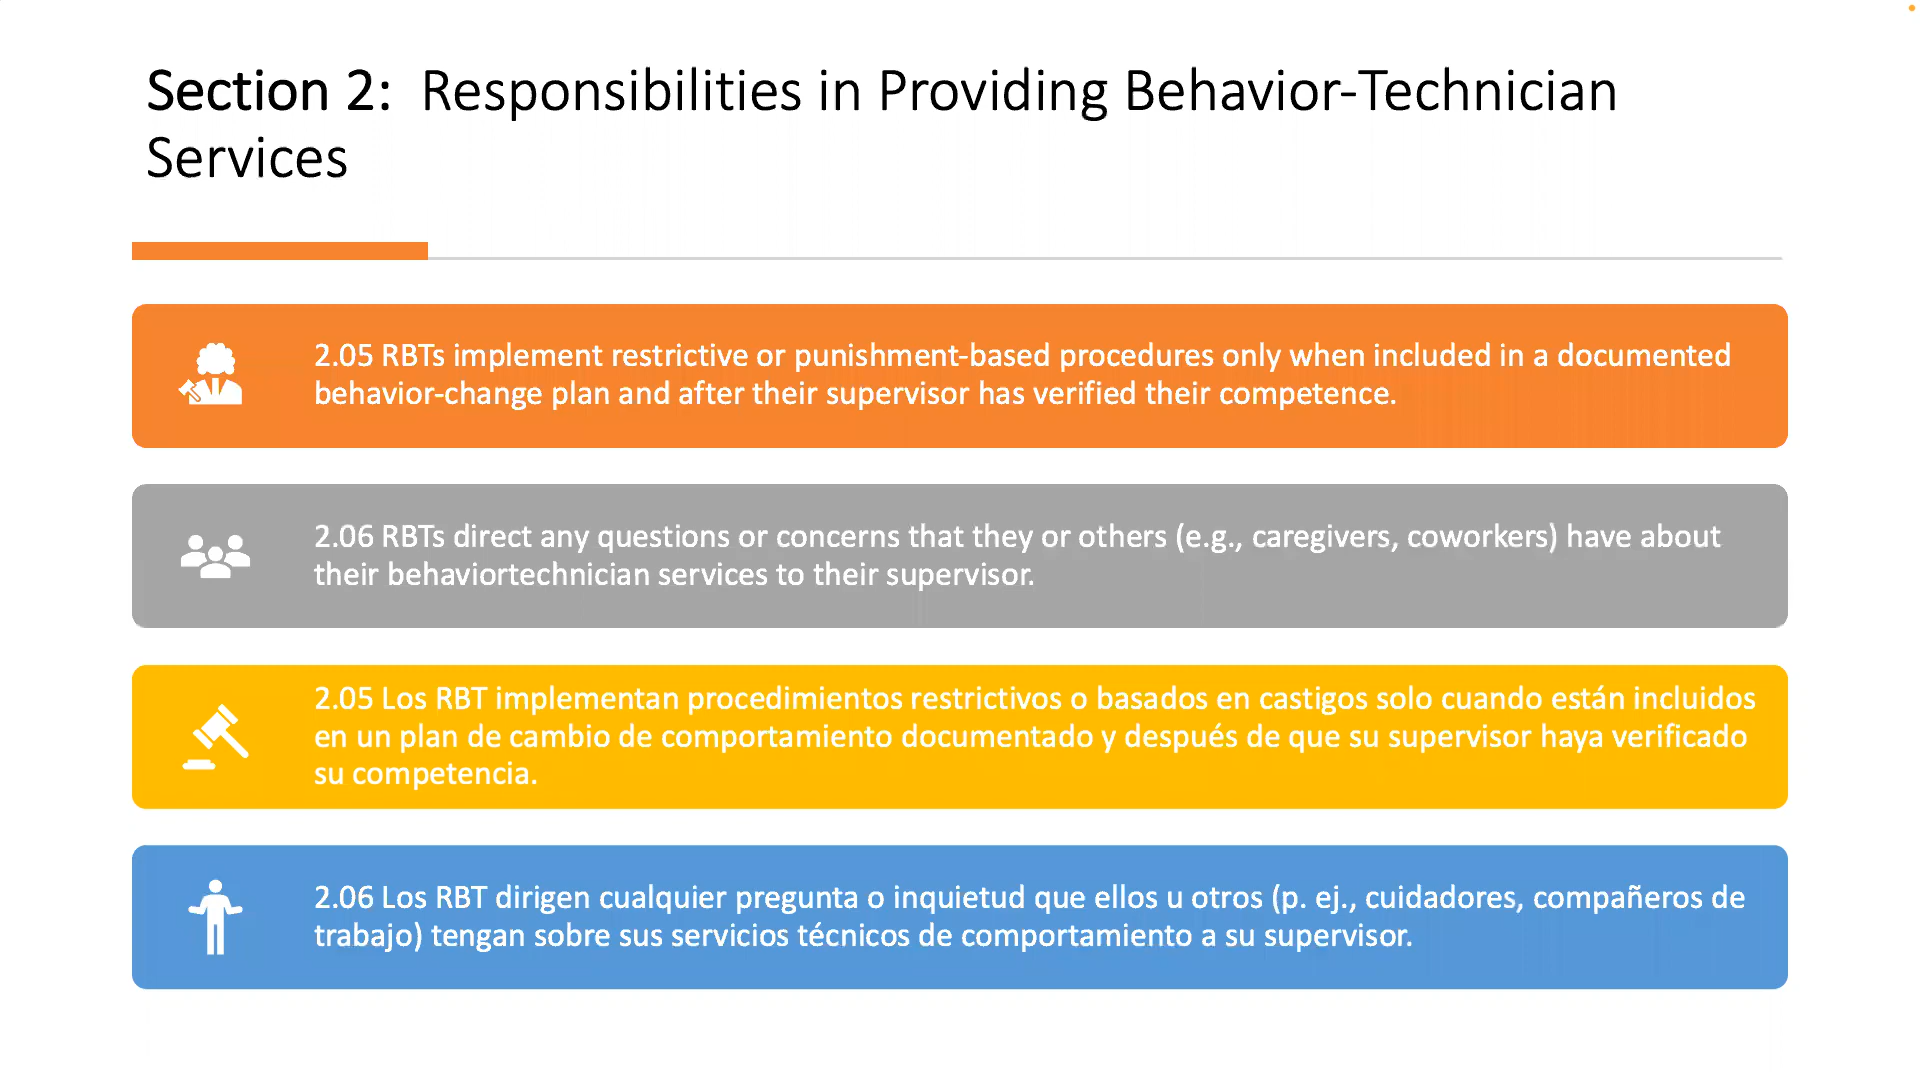 Section 2:  Responsibilities in Providing Behavior-Technician
Services
2.05 RBTs implement restrictive or punishment-based procedures only when included in a documented
behavior-change plan and after their supervisor has verified their competence.
2.06 RBTs direct any questions or concerns that they or others (e.g., caregivers, coworkers) have about
their behaviortechnician services to their supervisor.
2.05 Los RBT implementan procedimientos restrictivos o basados en castigos solo cuando están incluidos
en un plan de cambio de comportamiento documentado y después de que su supervisor haya verificado
su competencia.
2.06 Los RBT dirigen cualquier pregunta o inquietud que ellos u otros (p. ej., cuidadores, compañeros de
trabajo) tengan sobre sus servicios técnicos de comportamiento a su supervisor.